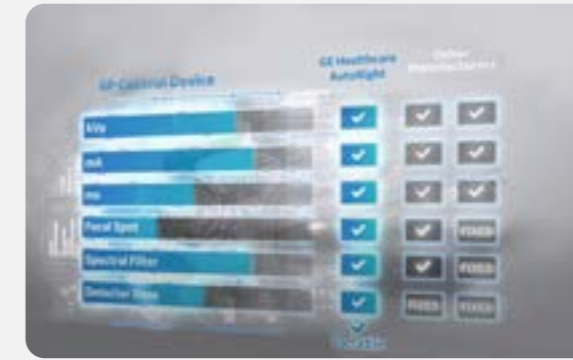 GE Healthcare
AutoRight
Other
Manufacturers
Control Device
kVp
mA
ms
Focal Spot
Spectral Filter
Detector Dose
FIXED
FIXED
FIXED
FIXED